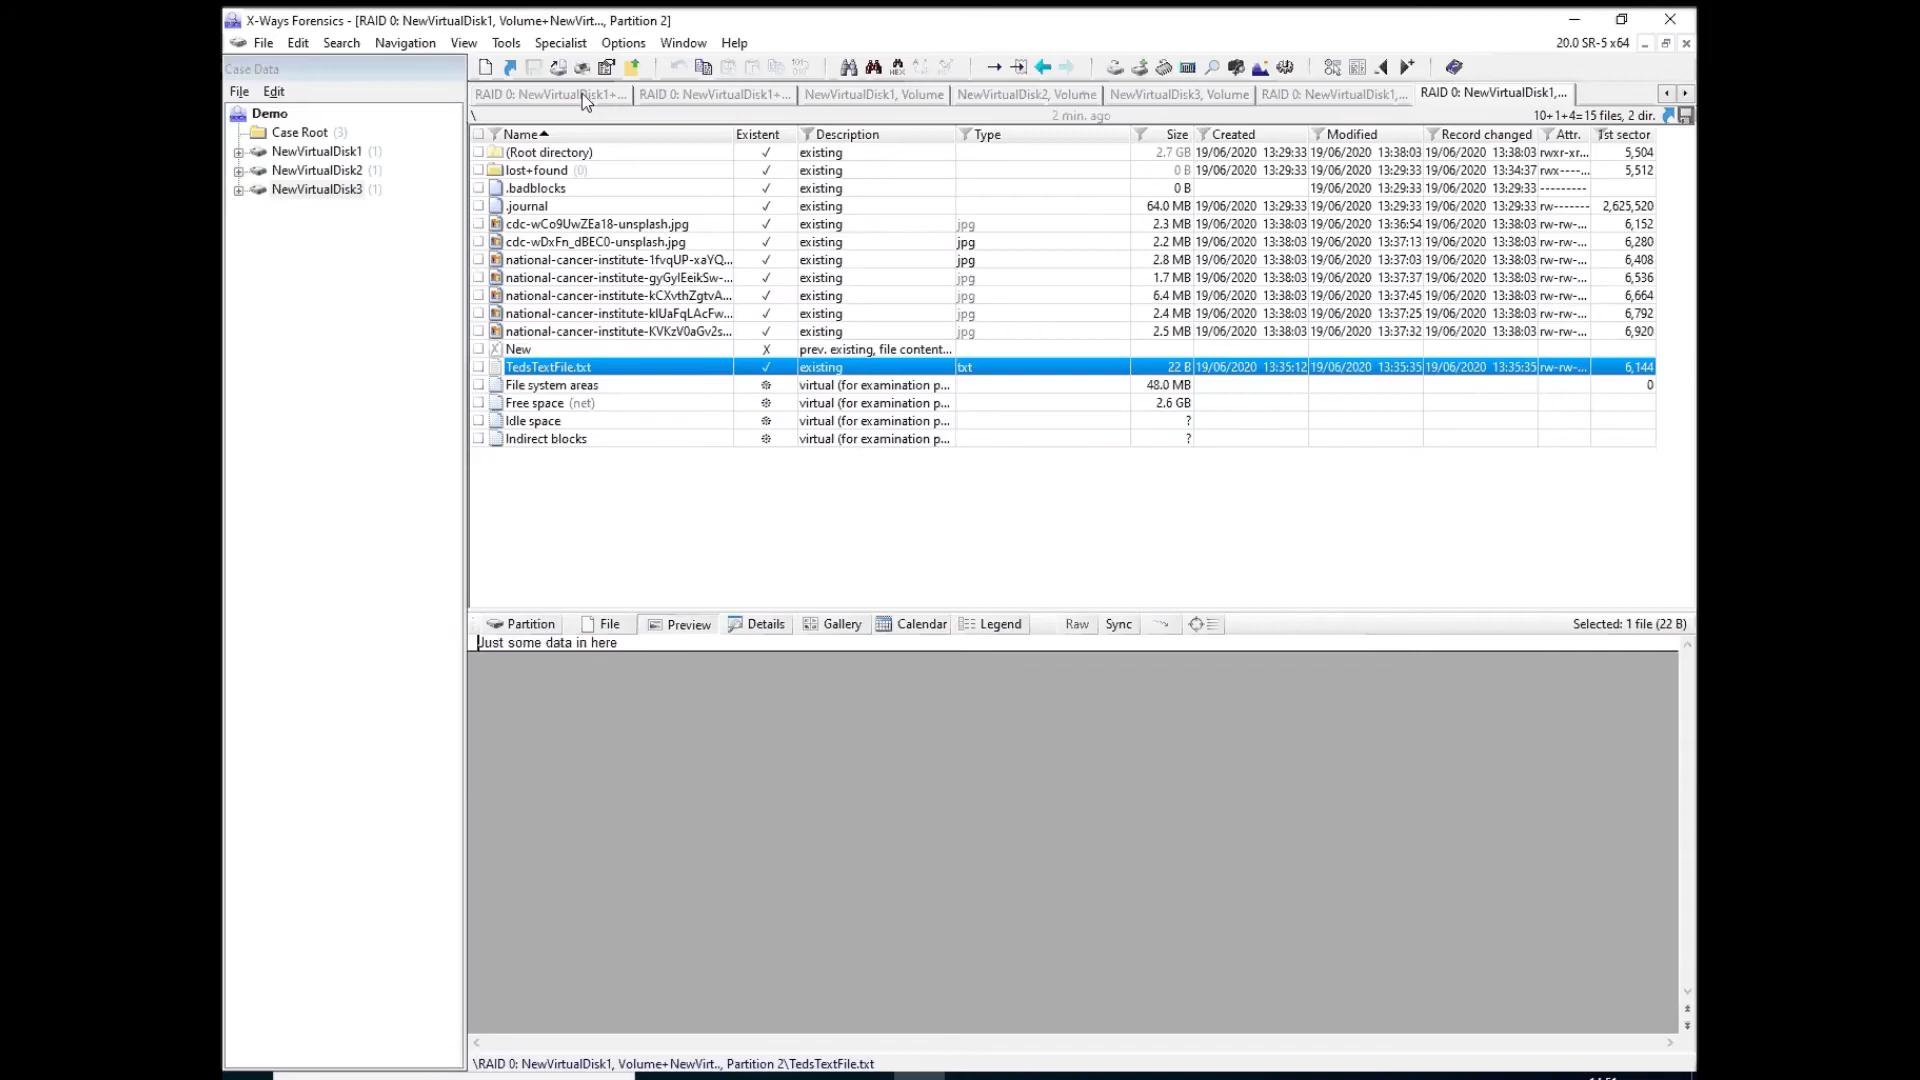 X-Ways Forensics - [RAID 0: NewVirtualDisk1, Volume+NewVirt..., Partition 2]
File Edit Search Navigation View Tools Specialist Options Window Help 20.0 SR-5 x64
Case Data
File Edit
Demo
Case Root (3)
NewVirtualDisk1 (1)
NewVirtualDisk2 (1)
NewVirtualDisk3 (1)
RAID 0: NewVirtualDisk1+... RAID 0: NewVirtualDisk1+... NewVirtualDisk1, Volume NewVirtualDisk2, Volume NewVirtualDisk3, Volume RAID 0: NewVirtualDisk1,... RAID 0: NewVirtualDisk1,...
\ 2 min. ago 10+1+4=15 files, 2 dir.
Name Existent Description Type Size Created Modified Record changed Attr. 1st sector
(Root directory) ✓ existing 2.7 GB 19/06/2020 13:29:33 19/06/2020 13:38:03 19/06/2020 13:38:03 rwxr-xr... 5,504
lost+found (0) ✓ existing 0 B 19/06/2020 13:29:33 19/06/2020 13:29:33 19/06/2020 13:34:37 rwx----... 5,512
.badblocks ✓ existing 0 B 19/06/2020 13:29:33 19/06/2020 13:29:33 ---------
.journal ✓ existing 64.0 MB 19/06/2020 13:29:33 19/06/2020 13:29:33 19/06/2020 13:29:33 rw------- 2,625,520
cdc-wCo9UwZEa18-unsplash.jpg ✓ existing jpg 2.3 MB 19/06/2020 13:38:03 19/06/2020 13:36:54 19/06/2020 13:38:03 rw-rw-... 6,152
cdc-wDxFn_dBEC0-unsplash.jpg ✓ existing jpg 2.2 MB 19/06/2020 13:38:03 19/06/2020 13:37:13 19/06/2020 13:38:03 rw-rw-... 6,280
national-cancer-institute-1fvqUP-xaYQ... ✓ existing jpg 2.8 MB 19/06/2020 13:38:03 19/06/2020 13:37:03 19/06/2020 13:38:03 rw-rw-... 6,408
national-cancer-institute-gyGyIEeikSw-... ✓ existing jpg 1.7 MB 19/06/2020 13:38:03 19/06/2020 13:37:37 19/06/2020 13:38:03 rw-rw-... 6,536
national-cancer-institute-kCXvthZgtvA... ✓ existing jpg 6.4 MB 19/06/2020 13:38:03 19/06/2020 13:37:45 19/06/2020 13:38:03 rw-rw-... 6,664
national-cancer-institute-klUaFqLAcFw... ✓ existing jpg 2.4 MB 19/06/2020 13:38:03 19/06/2020 13:37:25 19/06/2020 13:38:03 rw-rw-... 6,792
national-cancer-institute-KVKzV0aGv2s... ✓ existing jpg 2.5 MB 19/06/2020 13:38:03 19/06/2020 13:37:32 19/06/2020 13:38:03 rw-rw-... 6,920
New X prev. existing, file content...
TedsTextFile.txt ✓ existing txt 22 B 19/06/2020 13:35:12 19/06/2020 13:35:35 19/06/2020 13:35:35 rw-rw-... 6,144
File system areas virtual (for examination p... 48.0 MB 0
Free space (net) virtual (for examination p... 2.6 GB
Idle space virtual (for examination p... ?
Indirect blocks virtual (for examination p... ?
Partition File Preview Details Gallery Calendar Legend Raw Sync Selected: 1 file (22 B)
Just some data in here
\RAID 0: NewVirtualDisk1, Volume+NewVirt.., Partition 2\TedsTextFile.txt